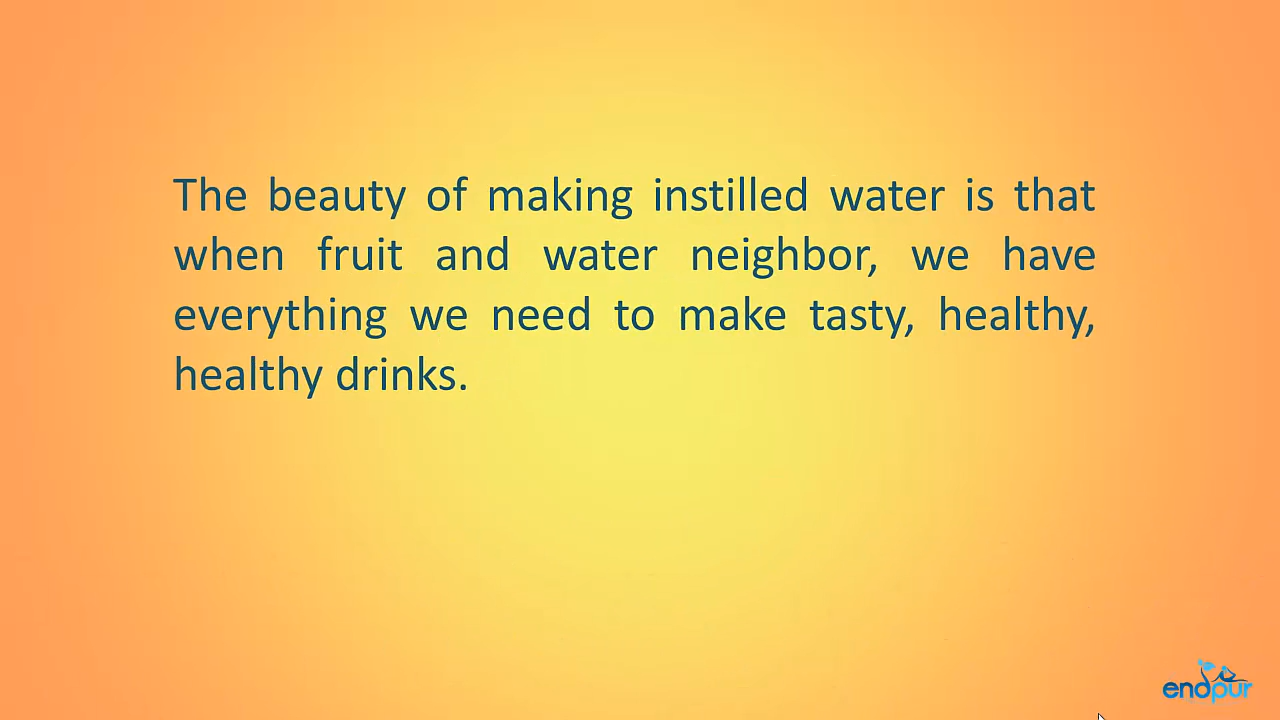 The beauty of making instilled water is that
when fruit and water neighbor, we have
everything we need to make tasty, healthy,
healthy drinks.
endpur